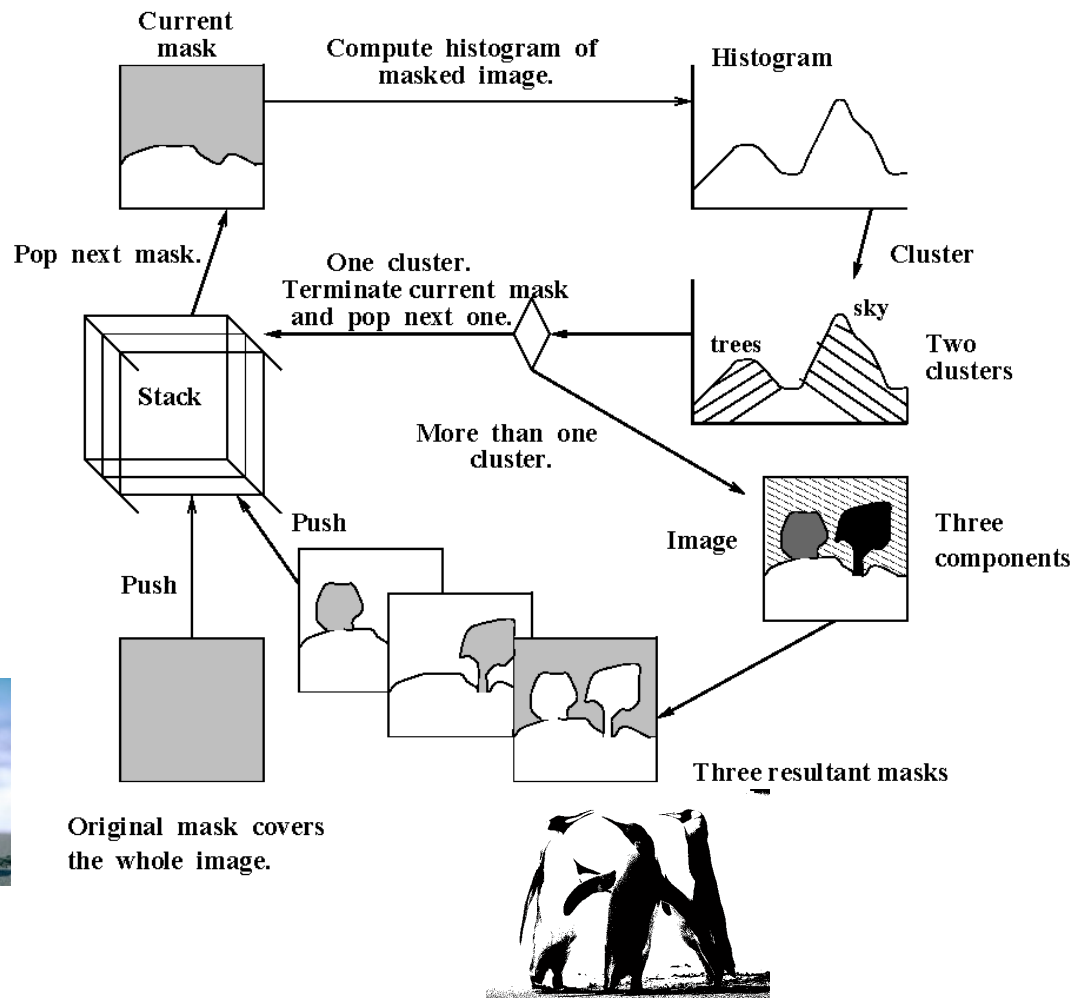 Current
mask
Compute histogram of
masked image.
Histogram
Pop next mask.
One cluster.
Terminate current mask
and pop next one.
Cluster
sky
trees
Two
clusters
Stack
More than one
cluster.
Push
Image
Three
components
Push
Three resultant masks
Original mask covers
the whole image.